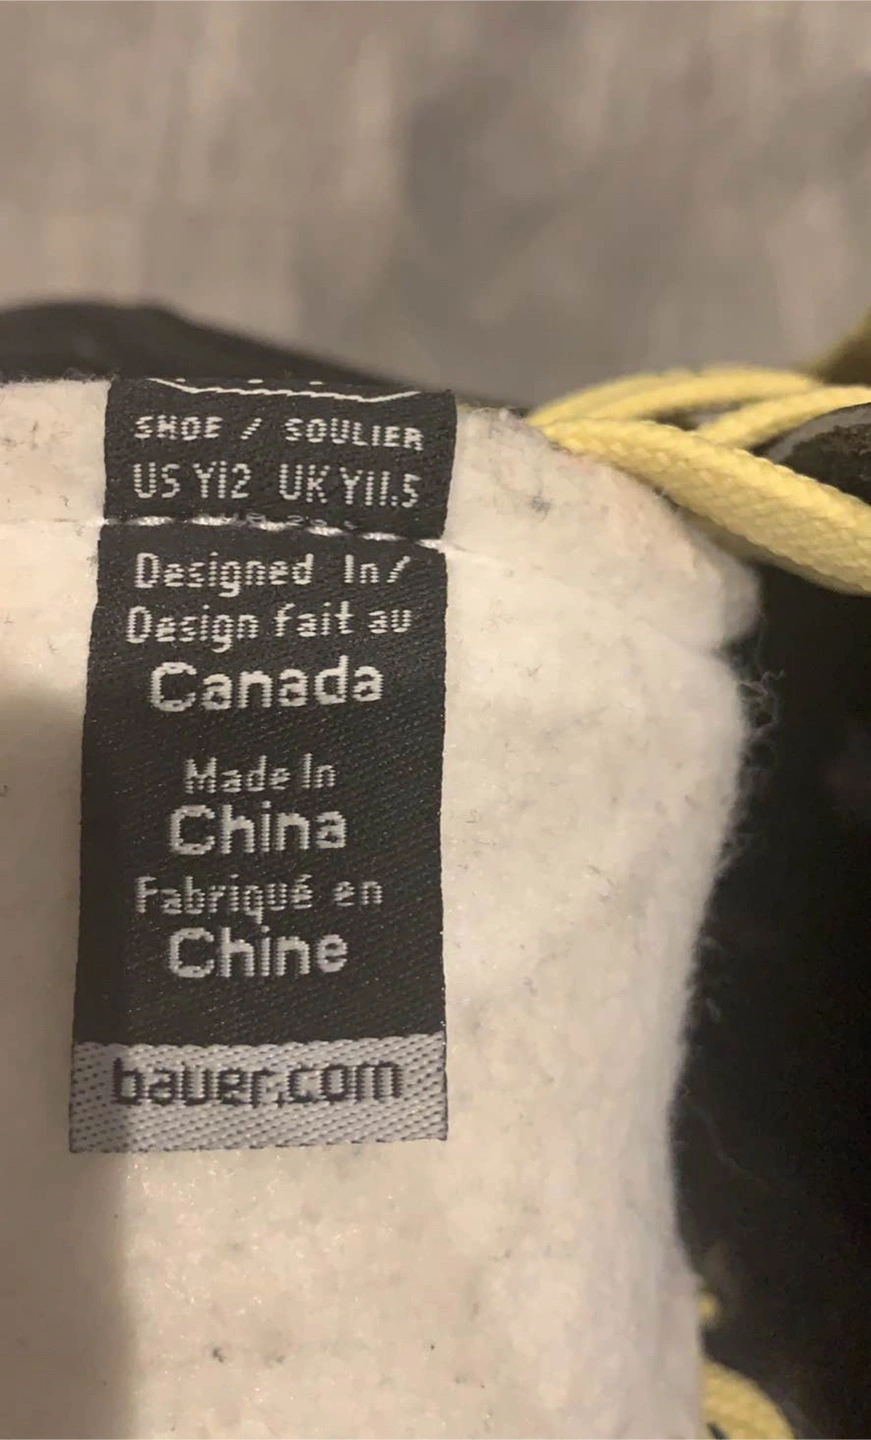 SHOE / SOULIER
US Y12 UK Y11.5
Designed In/
Design fait au
Canada
Made In
China
Fabriqué en
Chine
bauer.com